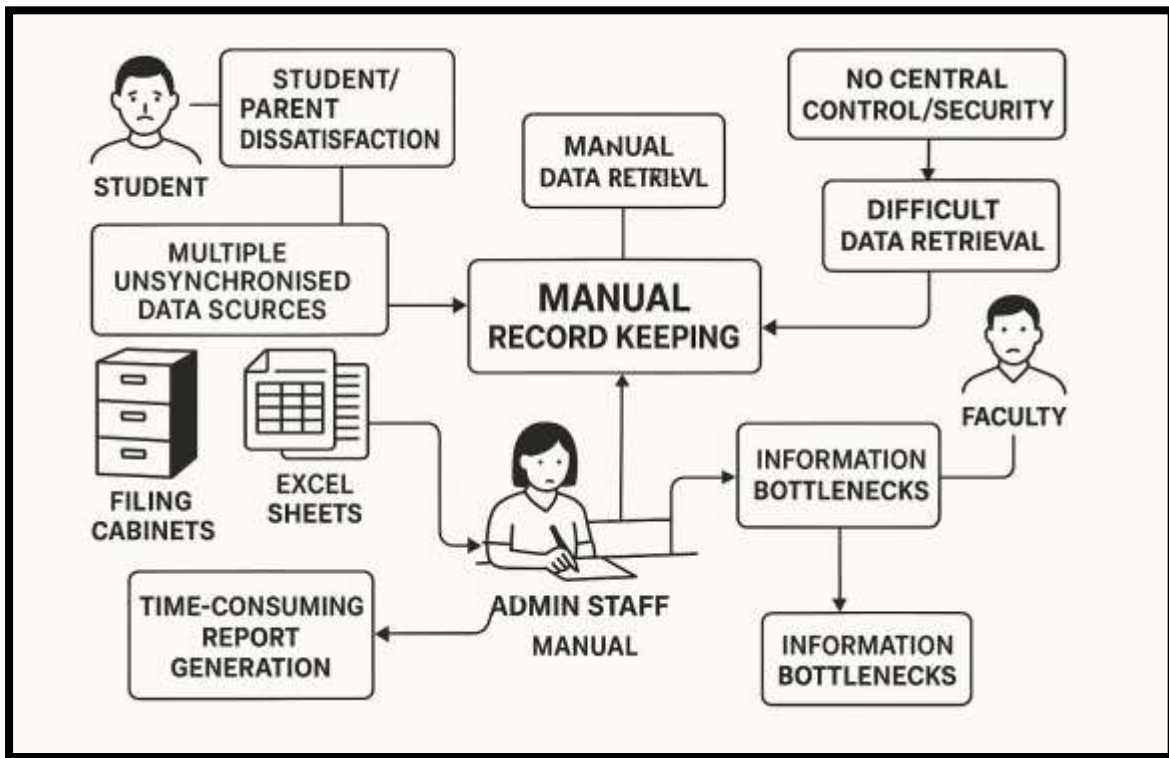 STUDENT/
PARENT
DISSATISFACTION
STUDENT
MULTIPLE
UNSYNCHRONISED
DATA SCURCES
MANUAL
DATA RETRIEVL
NO CENTRAL
CONTROL/SECURITY
DIFFICULT
DATA RETRIEVAL
MANUAL
RECORD KEEPING
FACULTY
FILING
CABINETS
EXCEL
SHEETS
INFORMATION
BOTTLENECKS
TIME-CONSUMING
REPORT
GENERATION
ADMIN STAFF
MANUAL
INFORMATION
BOTTLENECKS